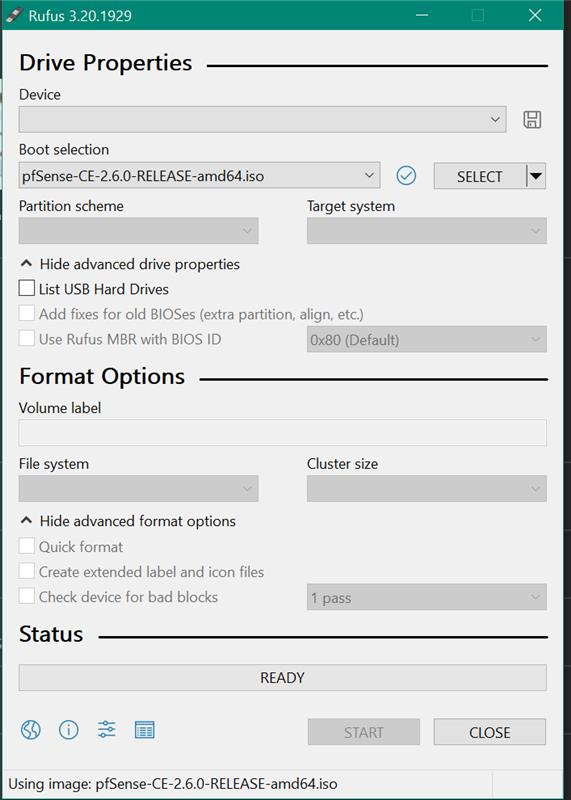 Rufus 3.20.1929
Drive Properties
Device
Boot selection
pfSense-CE-2.6.0-RELEASE-amd64.iso
SELECT
Partition scheme
Target system
Hide advanced drive properties
List USB Hard Drives
Add fixes for old BIOSes (extra partition, align, etc.)
Use Rufus MBR with BIOS ID
0x80 (Default)
Format Options
Volume label
File system
Cluster size
Hide advanced format options
Quick format
Create extended label and icon files
Check device for bad blocks
1 pass
Status
READY
START
CLOSE
Using image: pfSense-CE-2.6.0-RELEASE-amd64.iso